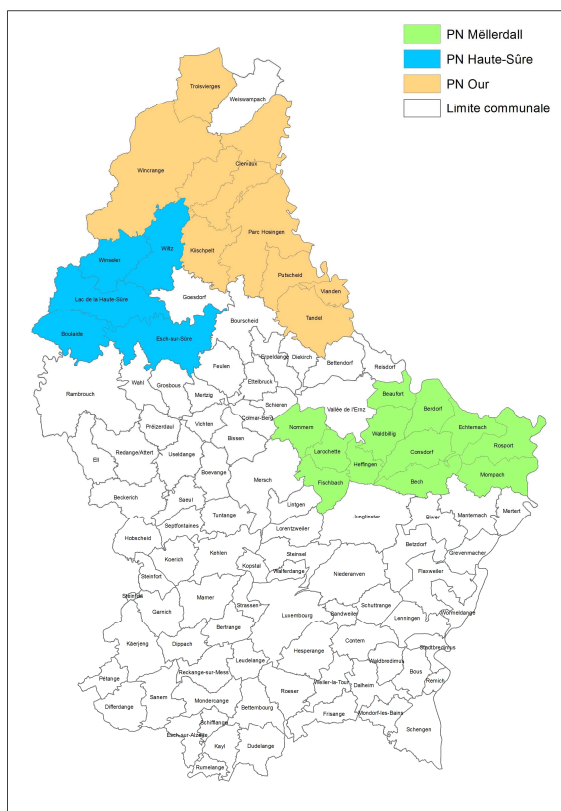 PN Mëllerdall
PN Haute-Sûre
PN Our
Limite communale
Troisvierges
Weiswampach
Clervaux
Wincrange
Parc Hosingen
Wiltz
Kiischpelt
Winseler
Putscheid
Vianden
Lac de la Haute-Sûre
Goesdorf
Tandel
Bourscheid
Boulaide
Esch-sur-Sûre
Erpeldange
Diekirch
Bettendorf
Reisdorf
Feulen
Ettelbruck
Wahl
Grosbous
Mertzig
Rambrouch
Beaufort
Schieren
Vallée de l'Ernz
Berdorf
Colmar-Berg
Vichten
Préizerdaul
Nommern
Echternach
Waldbillig
Bissen
Rosport
Redange/Attert
Useldange
Larochette
Consdorf
Ell
Heffingen
Boevange
Mersch
Fischbach
Bech
Mompach
Beckerich
Saeul
Lintgen
Mertert
Tuntange
Junglinster
Biwer
Manternach
Septfontaines
Lorentzweiler
Hobscheid
Betzdorf
Kehlen
Steinsel
Grevenmacher
Koerich
Kopstal
Walferdange
Niederanven
Flaxweiler
Steinfort
Steinfort
Mamer
Strassen
Schuttrange
Garnich
Sandweiler
Wormeldange
Luxembourg
Lenningen
Bertrange
Käerjeng
Dippach
Contern
Stadtbredimus
Hesperange
Leudelange
Waldbredimus
Reckange-sur-Mess
Bous
Pétange
Weiler-la-Tour
Remich
Dalheim
Roeser
Sanem
Mondercange
Bettembourg
Differdange
Frisange
Mondorf-les-Bains
Schifflange
Schengen
Esch-sur-Alzette
Kayl
Dudelange
Rumelange